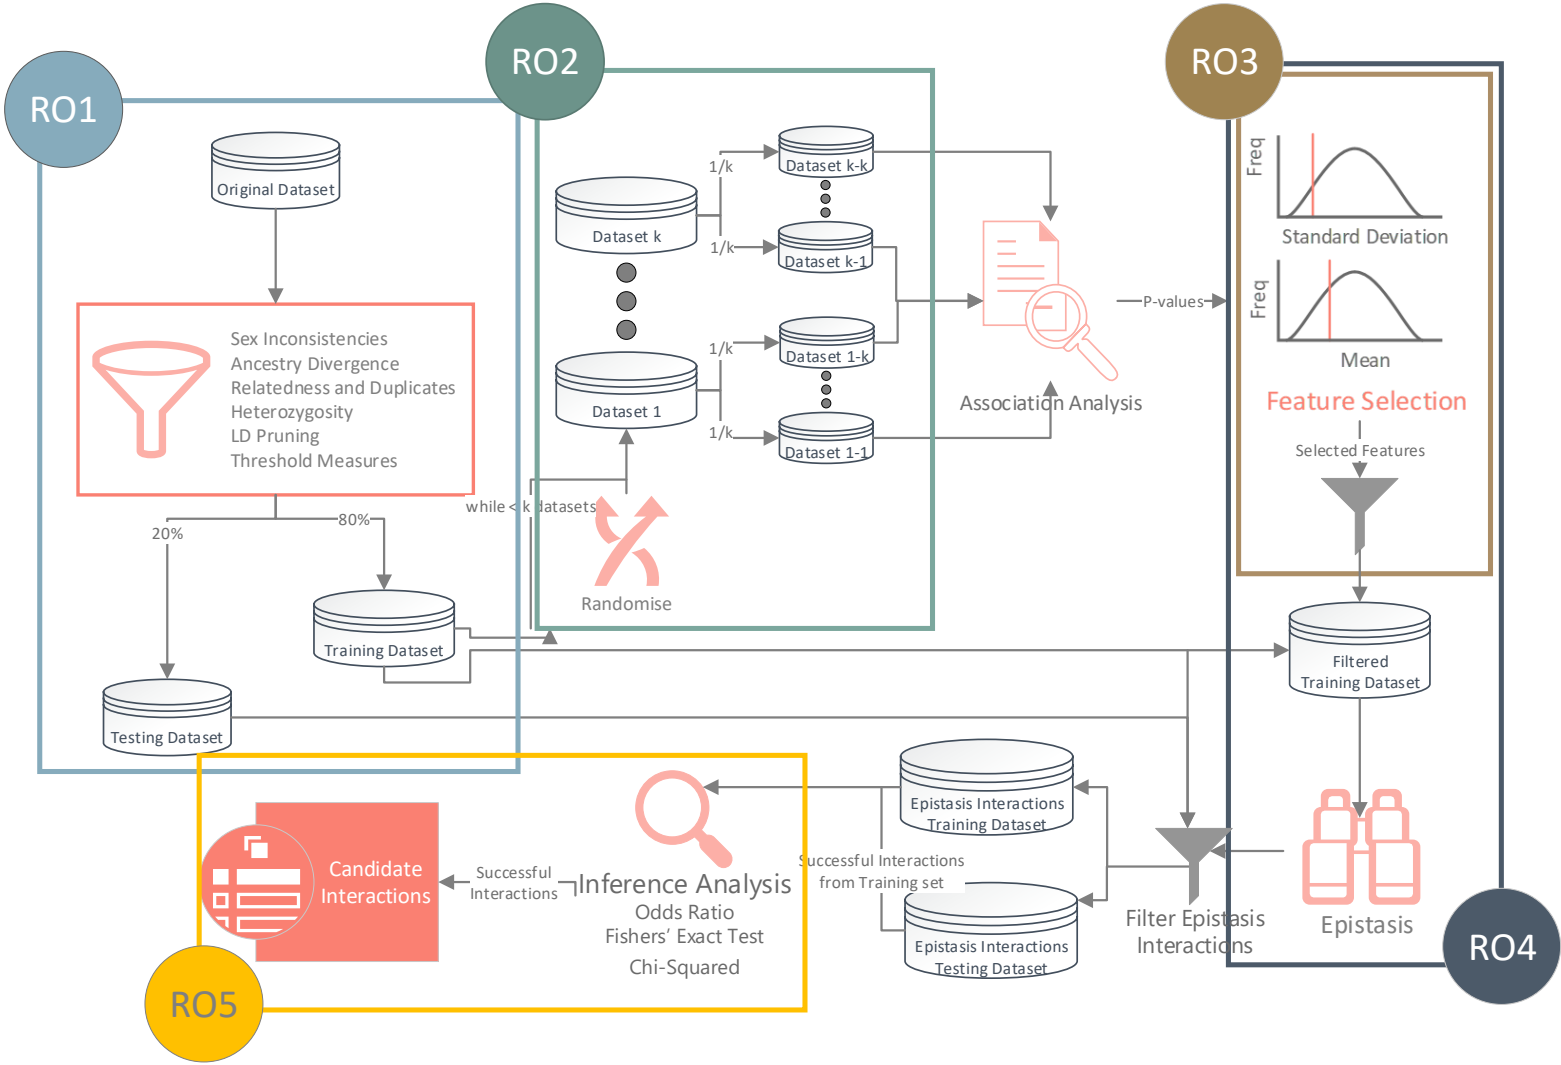 RO1
Original Dataset
Sex Inconsistencies
Ancestry Divergence
Relatedness and Duplicates
Heterozygosity
LD Pruning
Threshold Measures
20%
80%
Training Dataset
Testing Dataset
RO2
Dataset k
Dataset 1
1/k
1/k
1/k
1/k
Dataset k-k
Dataset k-1
Dataset 1-k
Dataset 1-1
while < k datasets
Randomise
Association Analysis
P-values
RO3
Freq
Standard Deviation
Freq
Mean
Feature Selection
Selected Features
Filtered
Training Dataset
Epistasis
RO4
Filter Epistasis
Interactions
Epistasis Interactions
Training Dataset
Successful Interactions
from Training set
Epistasis Interactions
Testing Dataset
Inference Analysis
Odds Ratio
Fishers’ Exact Test
Chi-Squared
Successful
Interactions
Candidate
Interactions
RO5